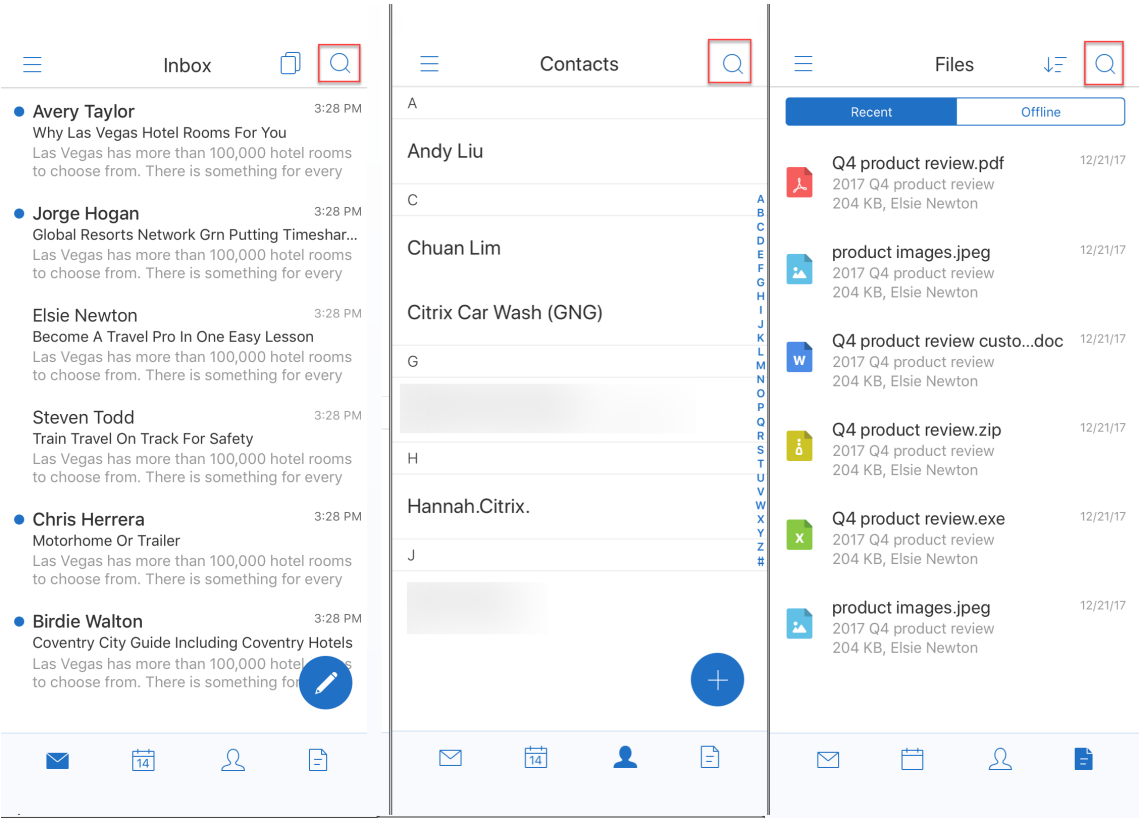 Inbox
Avery Taylor 3:28 PM
Why Las Vegas Hotel Rooms For You
Las Vegas has more than 100,000 hotel rooms
to choose from. There is something for every
Jorge Hogan 3:28 PM
Global Resorts Network Grn Putting Timeshar...
Las Vegas has more than 100,000 hotel rooms
to choose from. There is something for every
Elsie Newton 3:28 PM
Become A Travel Pro In One Easy Lesson
Las Vegas has more than 100,000 hotel rooms
to choose from. There is something for every
Steven Todd 3:28 PM
Train Travel On Track For Safety
Las Vegas has more than 100,000 hotel rooms
to choose from. There is something for every
Chris Herrera 3:28 PM
Motorhome Or Trailer
Las Vegas has more than 100,000 hotel rooms
to choose from. There is something for every
Birdie Walton 3:28 PM
Coventry City Guide Including Coventry Hotels
Las Vegas has more than 100,000 hotel
to choose from. There is something for
14
Contacts
A
Andy Liu
C
Chuan Lim
Citrix Car Wash (GNG)
G
H
Hannah.Citrix.
J
A
B
C
D
E
F
G
H
I
J
K
L
M
N
O
P
Q
R
S
T
U
V
W
X
Y
Z
#
14
Files
Recent Offline
Q4 product review.pdf 12/21/17
2017 Q4 product review
204 KB, Elsie Newton
product images.jpeg 12/21/17
2017 Q4 product review
204 KB, Elsie Newton
Q4 product review custo...doc 12/21/17
W
2017 Q4 product review
204 KB, Elsie Newton
Q4 product review.zip 12/21/17
2017 Q4 product review
204 KB, Elsie Newton
Q4 product review.exe 12/21/17
X
2017 Q4 product review
204 KB, Elsie Newton
product images.jpeg 12/21/17
2017 Q4 product review
204 KB, Elsie Newton